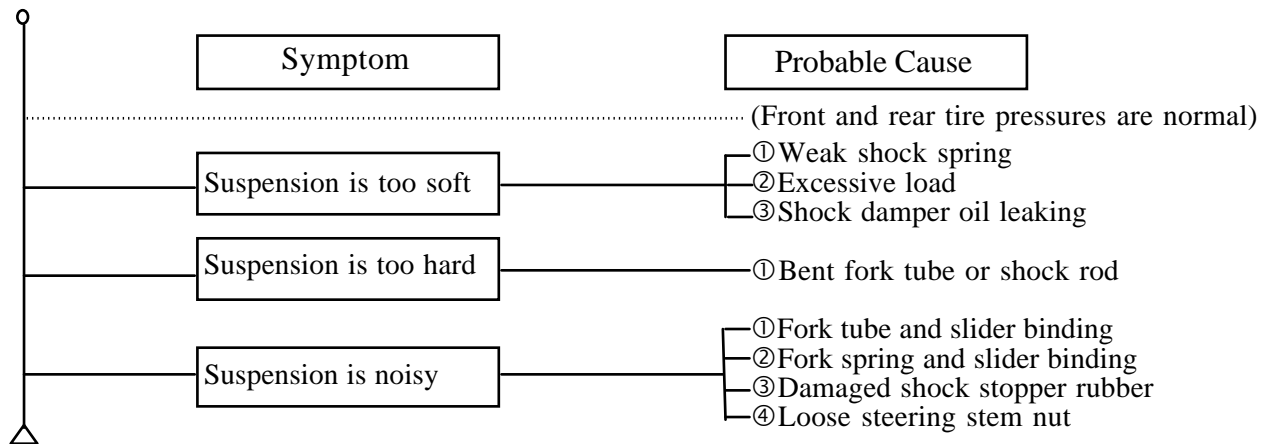 Symptom
Probable Cause
(Front and rear tire pressures are normal)
Suspension is too soft
①Weak shock spring
②Excessive load
③Shock damper oil leaking
Suspension is too hard
①Bent fork tube or shock rod
Suspension is noisy
①Fork tube and slider binding
②Fork spring and slider binding
③Damaged shock stopper rubber
④Loose steering stem nut